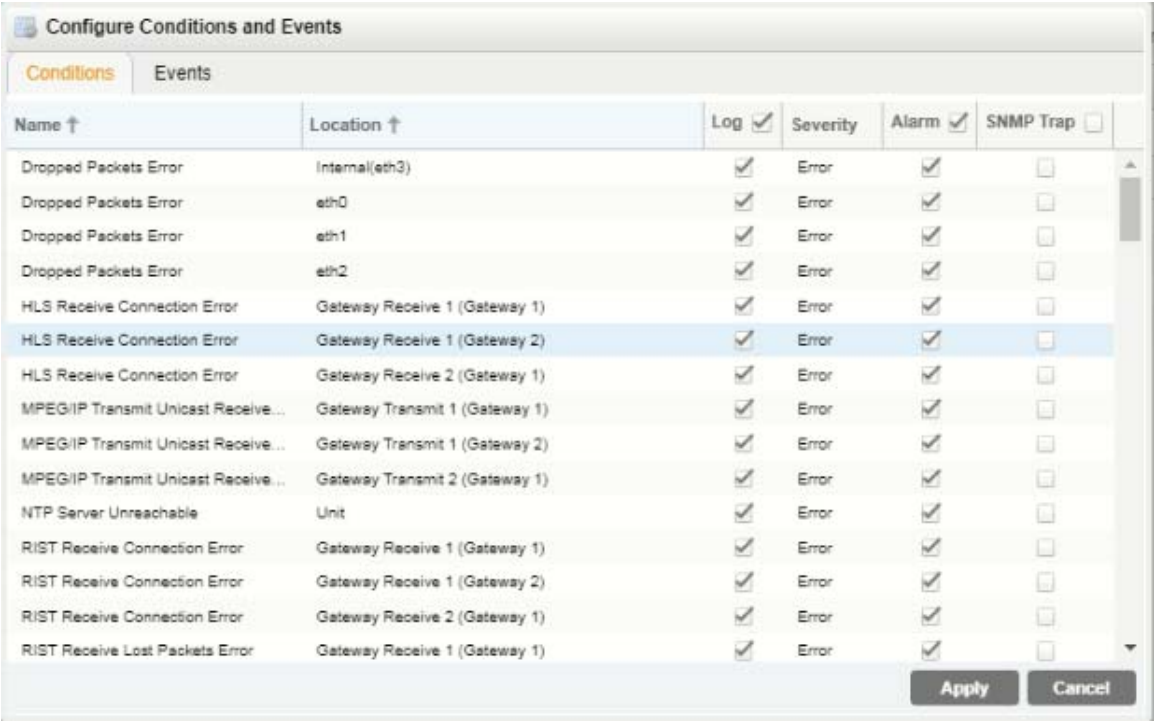 Configure Conditions and Events
Conditions Events
Name ↑ Location ↑ Log Severity Alarm SNMP Trap
Dropped Packets Error Internal(eth3) Error
Dropped Packets Error eth0 Error
Dropped Packets Error eth1 Error
Dropped Packets Error eth2 Error
HLS Receive Connection Error Gateway Receive 1 (Gateway 1) Error
HLS Receive Connection Error Gateway Receive 1 (Gateway 2) Error
HLS Receive Connection Error Gateway Receive 2 (Gateway 1) Error
MPEG/IP Transmit Unicast Receive... Gateway Transmit 1 (Gateway 1) Error
MPEG/IP Transmit Unicast Receive... Gateway Transmit 1 (Gateway 2) Error
MPEG/IP Transmit Unicast Receive... Gateway Transmit 2 (Gateway 1) Error
NTP Server Unreachable Unit Error
RIST Receive Connection Error Gateway Receive 1 (Gateway 1) Error
RIST Receive Connection Error Gateway Receive 1 (Gateway 2) Error
RIST Receive Connection Error Gateway Receive 2 (Gateway 1) Error
RIST Receive Lost Packets Error Gateway Receive 1 (Gateway 1) Error
Apply Cancel